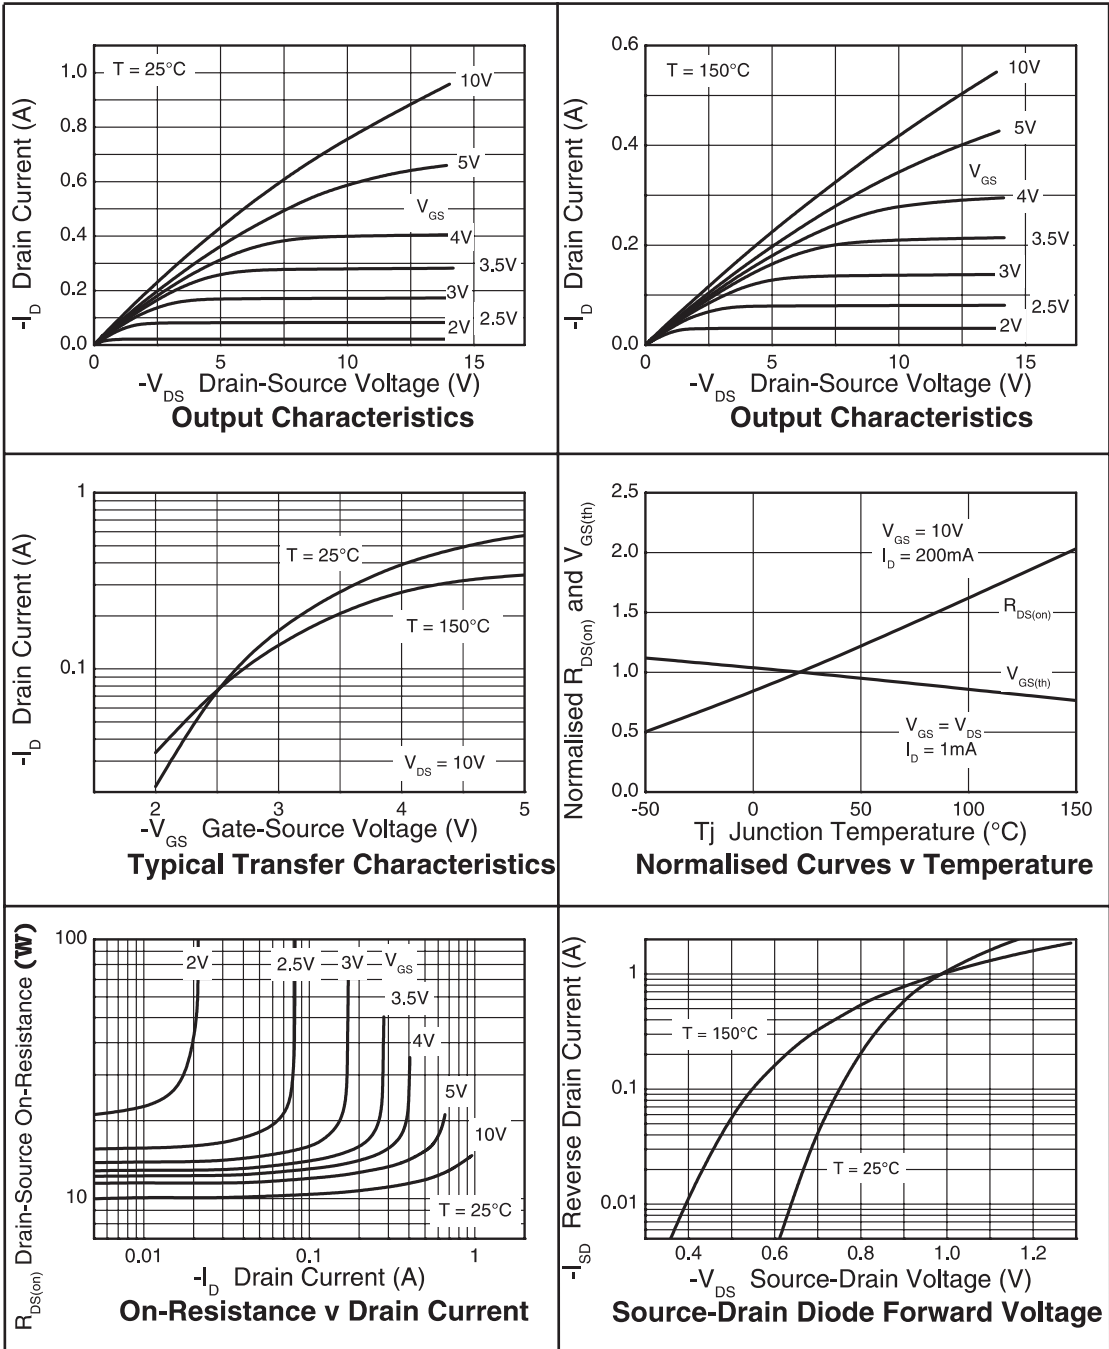 T = 25°C
10V
5V
V_GS
4V
3.5V
3V
2.5V
2V
1.0
0.8
0.6
0.4
0.2
0.0
0 5 10 15
-I_D Drain Current (A)
-V_DS Drain-Source Voltage (V)
Output Characteristics
T = 150°C
10V
5V
V_GS
4V
3.5V
3V
2.5V
2V
0.6
0.4
0.2
0.0
0 5 10 15
-I_D Drain Current (A)
-V_DS Drain-Source Voltage (V)
Output Characteristics
1
0.1
T = 25°C
T = 150°C
V_DS = 10V
2 3 4 5
-I_D Drain Current (A)
-V_GS Gate-Source Voltage (V)
Typical Transfer Characteristics
2.5
2.0
1.5
1.0
0.5
0.0
V_GS = 10V
I_D = 200mA
R_DS(on)
V_GS(th)
V_GS = V_DS
I_D = 1mA
-50 0 50 100 150
Normalised R_DS(on) and V_GS(th)
Tj Junction Temperature (°C)
Normalised Curves v Temperature
100
10
2V
2.5V
3V
V_GS
3.5V
4V
5V
10V
T = 25°C
0.01 0.1 1
R_DS(on) Drain-Source On-Resistance (W)
-I_D Drain Current (A)
On-Resistance v Drain Current
1
0.1
0.01
T = 150°C
T = 25°C
0.4 0.6 0.8 1.0 1.2
-I_SD Reverse Drain Current (A)
-V_DS Source-Drain Voltage (V)
Source-Drain Diode Forward Voltage